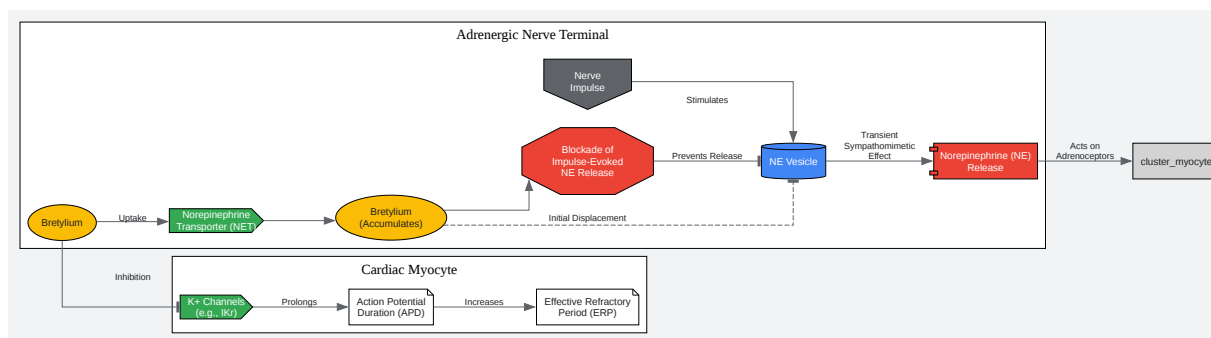 Adrenergic Nerve Terminal
Nerve
Impulse
Stimulates
Blockade of
Impulse-Evoked
NE Release
Prevents Release
NE Vesicle
Transient
Sympathomimetic
Effect
Norepinephrine (NE)
Release
Acts on
Adrenoceptors
cluster_myocyte
Bretylium
Uptake
Norepinephrine
Transporter (NET)
Bretylium
(Accumulates)
Initial Displacement
Inhibition
Cardiac Myocyte
K+ Channels
(e.g., IKr)
Prolongs
Action Potential
Duration (APD)
Increases
Effective Refractory
Period (ERP)